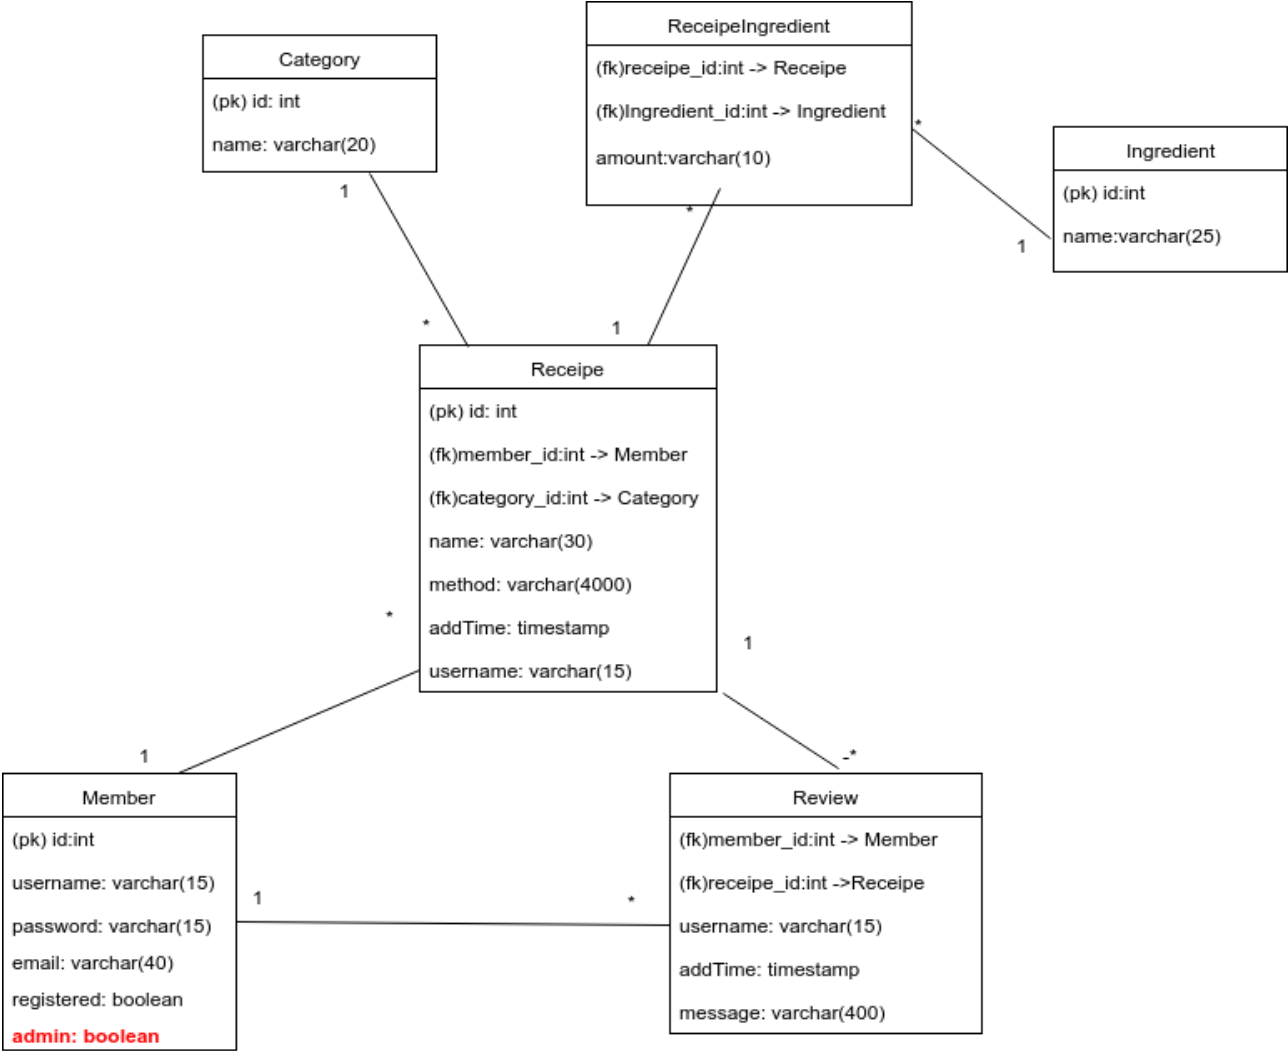 ReceipeIngredient
(fk)receipe_id:int -> Receipe
(fk)Ingredient_id:int -> Ingredient
amount:varchar(10)
Category
(pk) id: int
name: varchar(20)
Ingredient
(pk) id:int
name:varchar(25)
*
1
1
*
*
1
Receipe
(pk) id: int
(fk)member_id:int -> Member
(fk)category_id:int -> Category
name: varchar(30)
method: varchar(4000)
addTime: timestamp
username: varchar(15)
*
1
1
-*
Member
(pk) id:int
username: varchar(15)
password: varchar(15)
email: varchar(40)
registered: boolean
admin: boolean
1
*
Review
(fk)member_id:int -> Member
(fk)receipe_id:int ->Receipe
username: varchar(15)
addTime: timestamp
message: varchar(400)